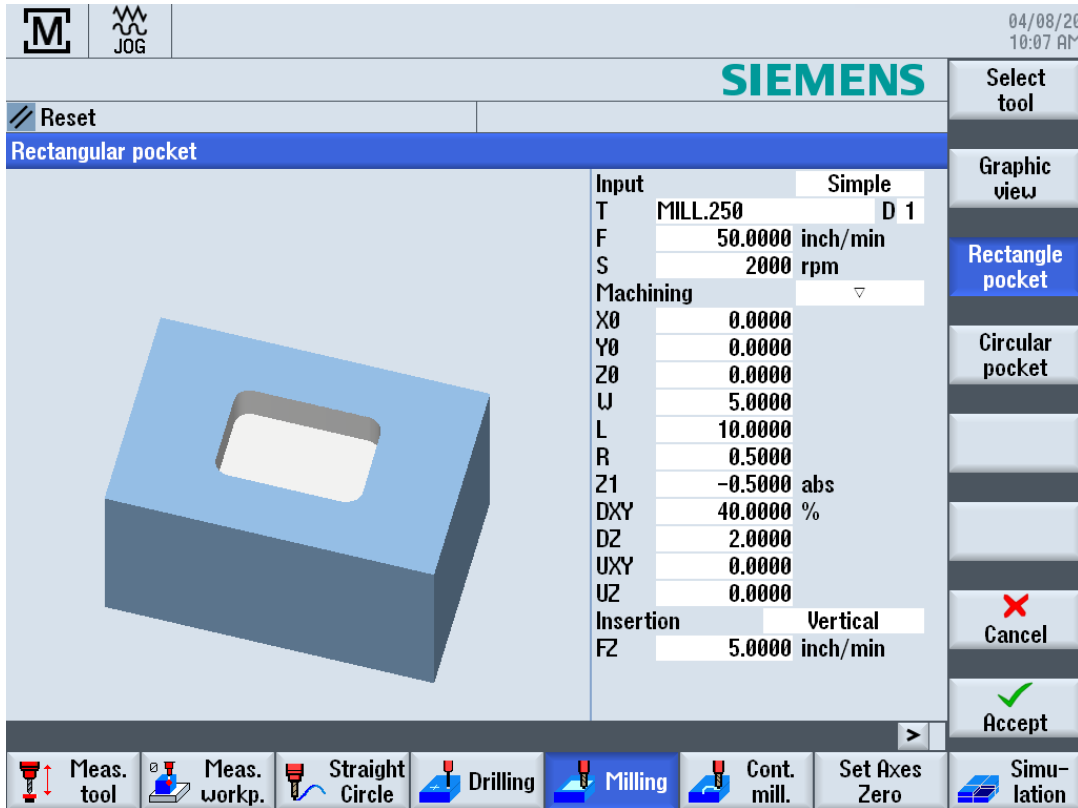 M
JOG
04/08/20
10:07 AM
SIEMENS
Reset
Rectangular pocket
Input Simple
T MILL.250 D 1
F 50.0000 inch/min
S 2000 rpm
Machining ▽
X0 0.0000
Y0 0.0000
Z0 0.0000
W 5.0000
L 10.0000
R 0.5000
Z1 -0.5000 abs
DXY 40.0000 %
DZ 2.0000
UXY 0.0000
UZ 0.0000
Insertion Vertical
FZ 5.0000 inch/min
Select
tool
Graphic
view
Rectangle
pocket
Circular
pocket
Cancel
Accept
>
Meas.
tool
0
Meas.
workp.
Straight
Circle
Drilling
Milling
Cont.
mill.
Set Axes
Zero
Simu-
lation